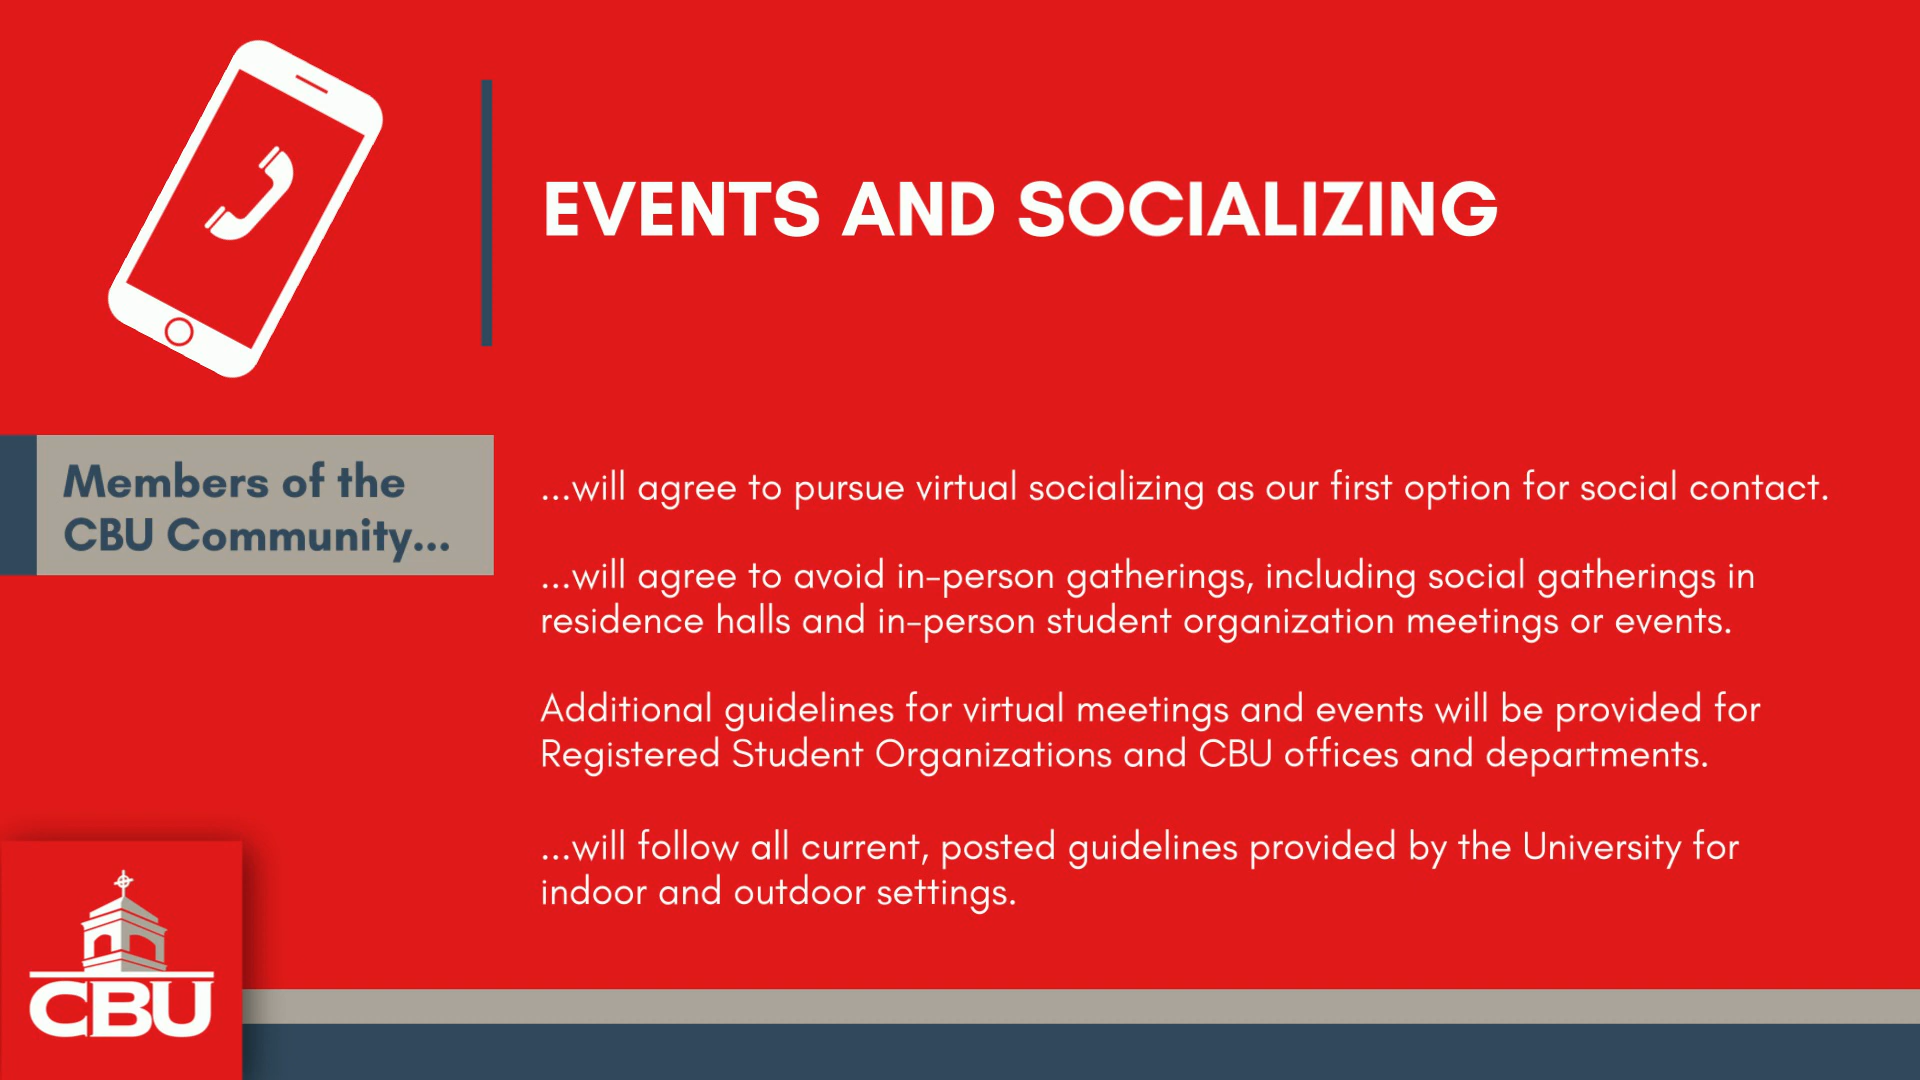 EVENTS AND SOCIALIZING
Members of the
CBU Community...
...will agree to pursue virtual socializing as our first option for social contact.
...will agree to avoid in-person gatherings, including social gatherings in
residence halls and in-person student organization meetings or events.
Additional guidelines for virtual meetings and events will be provided for
Registered Student Organizations and CBU offices and departments.
...will follow all current, posted guidelines provided by the University for
indoor and outdoor settings.
CBU